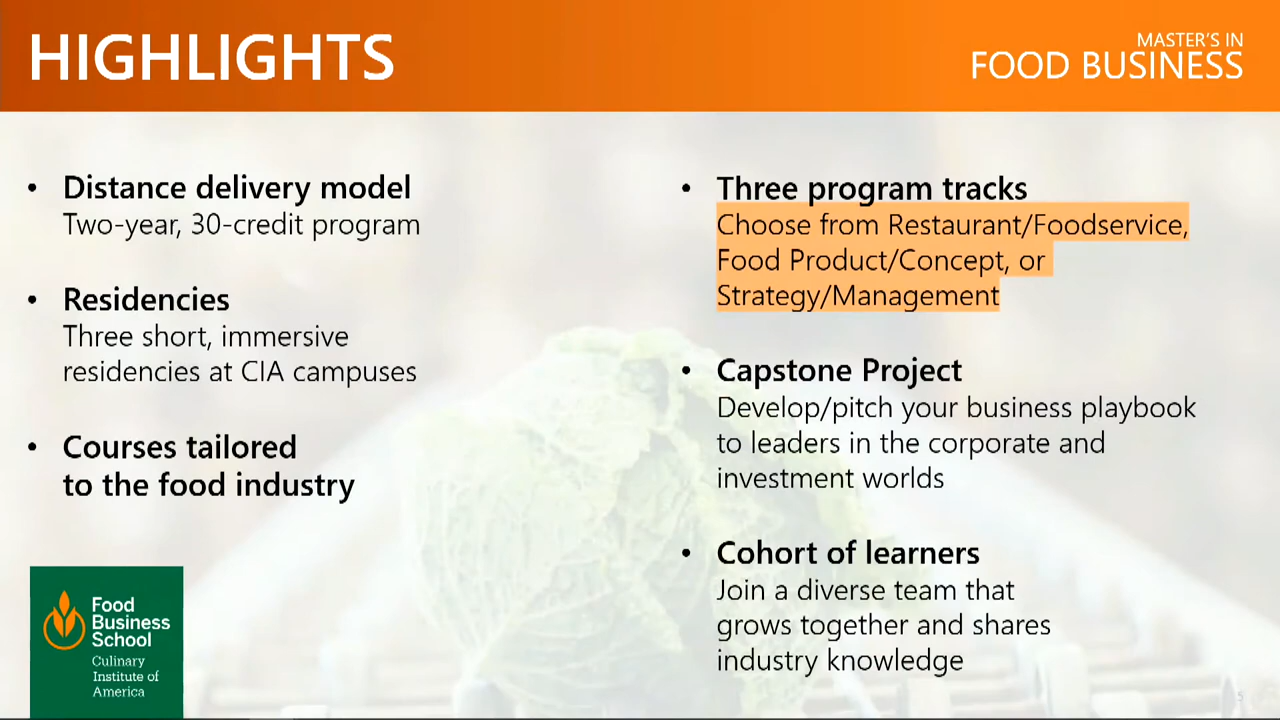 HIGHLIGHTS
MASTER'S IN
FOOD BUSINESS
• Distance delivery model
Two-year, 30-credit program
• Residencies
Three short, immersive
residencies at CIA campuses
• Courses tailored
to the food industry
• Three program tracks
Choose from Restaurant/Foodservice,
Food Product/Concept, or
Strategy/Management
• Capstone Project
Develop/pitch your business playbook
to leaders in the corporate and
investment worlds
• Cohort of learners
Join a diverse team that
grows together and shares
industry knowledge
Food
Business
School
Culinary
Institute of
America
5